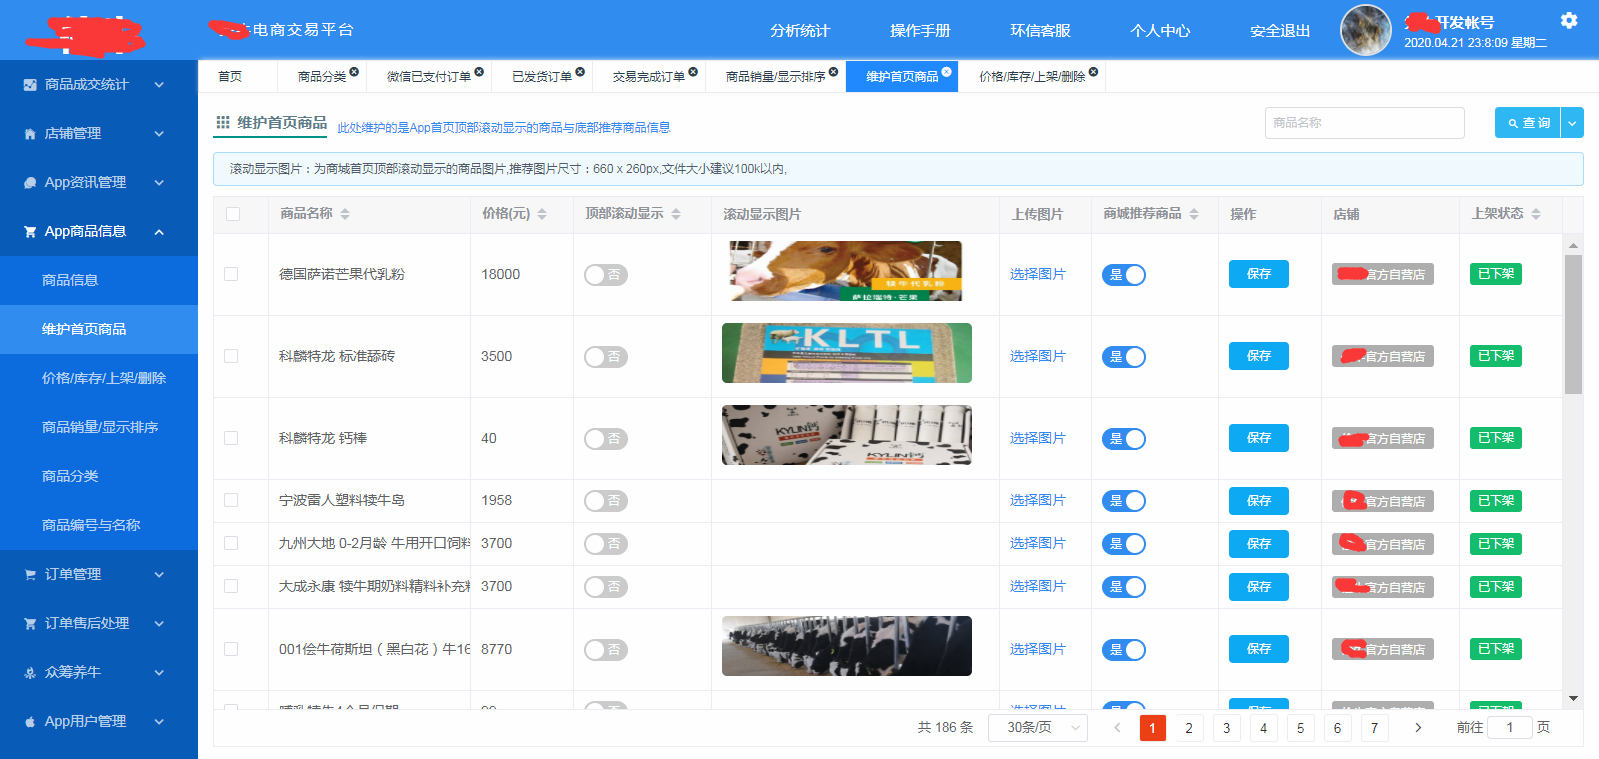 电商交易平台
分析统计
操作手册
环信客服
个人中心
安全退出
开发帐号
2020.04.21 23:8:09 星期二
商品成交统计
店铺管理
App资讯管理
App商品信息
商品信息
维护首页商品
价格/库存/上架/删除
商品销量/显示排序
商品分类
商品编号与名称
订单管理
订单售后处理
众筹养牛
App用户管理
首页
商品分类
微信已支付订单
已发货订单
交易完成订单
商品销量/显示排序
维护首页商品
价格/库存/上架/删除
维护首页商品
此处维护的是App首页顶部滚动显示的商品与底部推荐商品信息
商品名称
查 询
滚动显示图片：为商城首页顶部滚动显示的商品图片,推荐图片尺寸：660 x 260px,文件大小建议100k以内,
商品名称 价格(元) 顶部滚动显示 滚动显示图片 上传图片 商城推荐商品 操作 店铺 上架状态
德国萨诺芒果代乳粉 18000 否 选择图片 是 保存 官方自营店 已下架
犊牛代乳粉
萨拉瑞特·芒果
科麟特龙 标准舔砖 3500 否 选择图片 是 保存 官方自营店 已下架
KLTL
科麟特龙 钙棒 40 否 选择图片 是 保存 官方自营店 已下架
KYLIN钙
KYLIN钙
宁波雷人塑料犊牛岛 1958 否 选择图片 是 保存 官方自营店 已下架
九州大地 0-2月龄 牛用开口饲料 3700 否 选择图片 是 保存 官方自营店 已下架
大成永康 犊牛期奶料精料补充料 3700 否 选择图片 是 保存 官方自营店 已下架
001侩牛荷斯坦（黑白花）牛16 8770 否 选择图片 是 保存 官方自营店 已下架
共 186 条
30条/页
1 2 3 4 5 6 7
前往 1 页